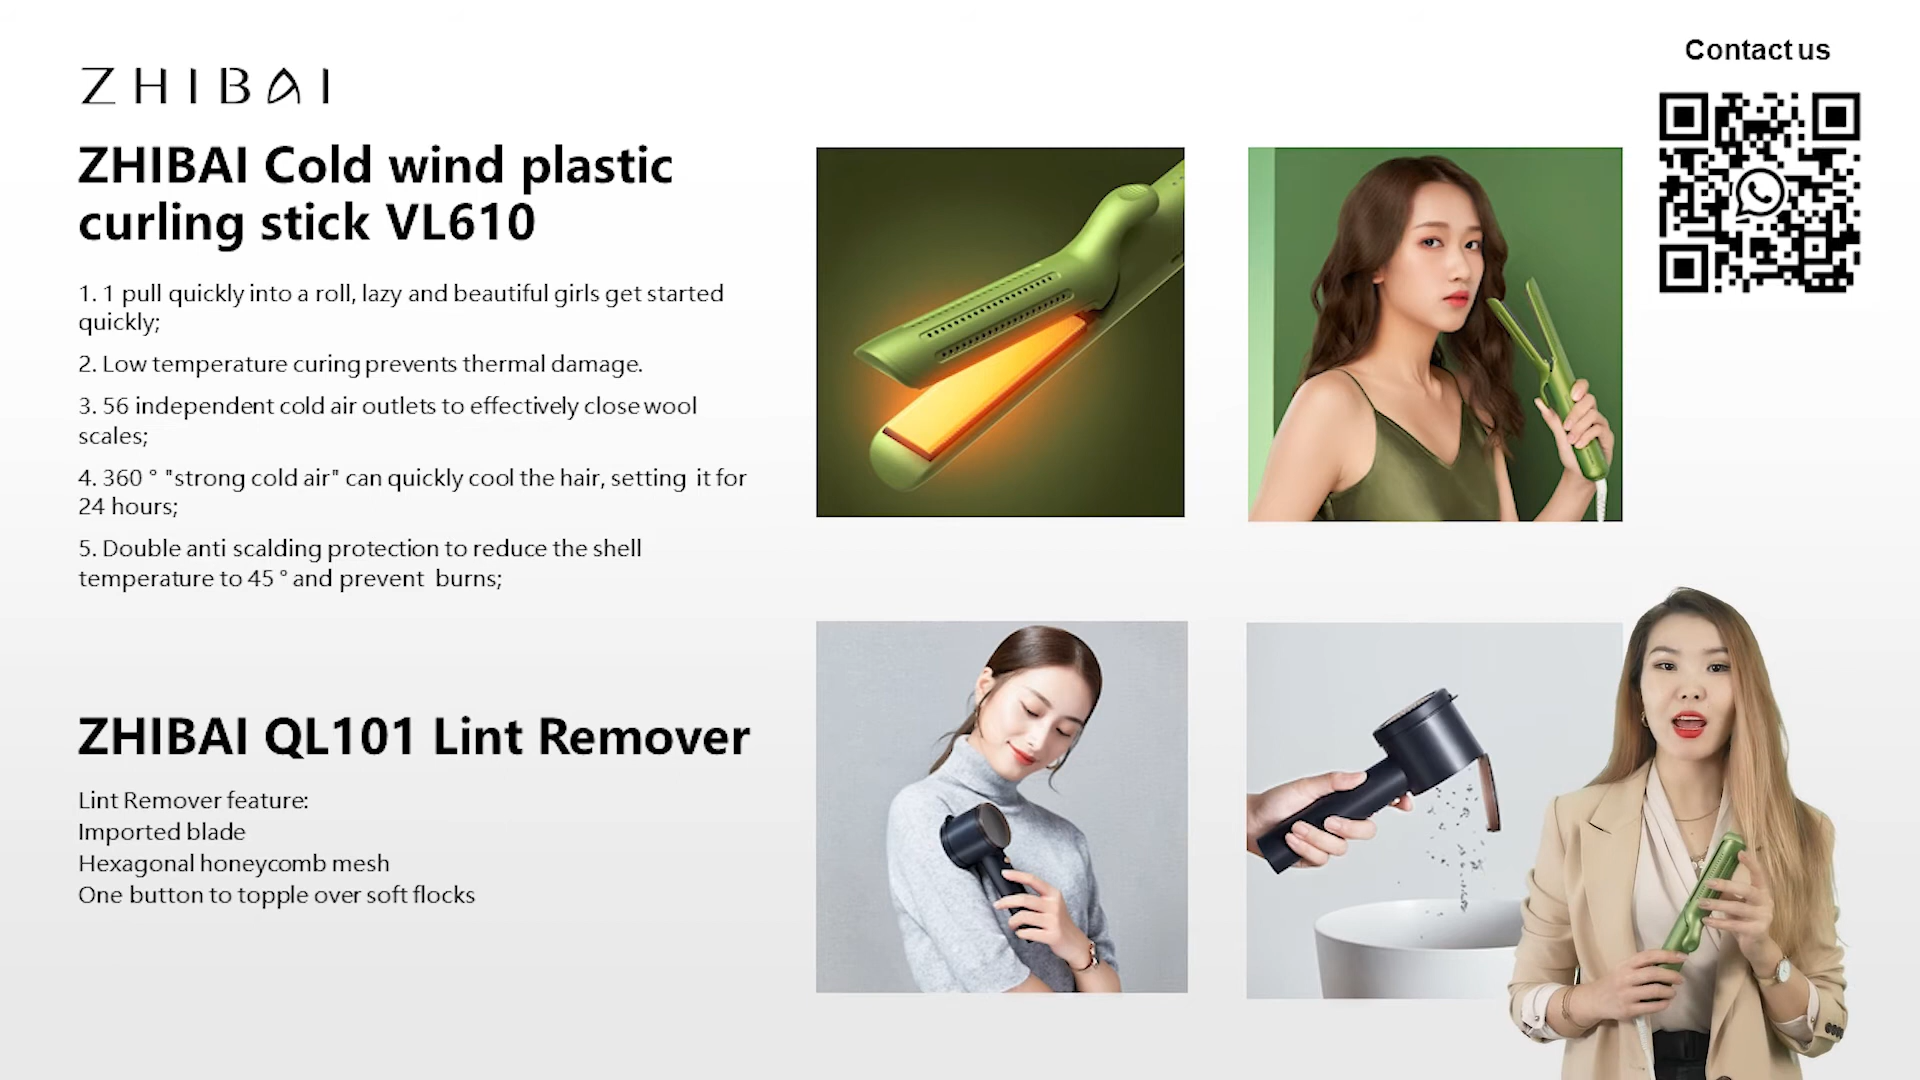 Contact us
ZHIBAI
ZHIBAI Cold wind plastic
curling stick VL610
1. 1 pull quickly into a roll, lazy and beautiful girls get started
quickly;
2. Low temperature curing prevents thermal damage.
3. 56 independent cold air outlets to effectively close wool
scales;
4. 360 ° "strong cold air" can quickly cool the hair, setting it for
24 hours;
5. Double anti scalding protection to reduce the shell
temperature to 45 ° and prevent burns;
ZHIBAI QL101 Lint Remover
Lint Remover feature:
Imported blade
Hexagonal honeycomb mesh
One button to topple over soft flocks